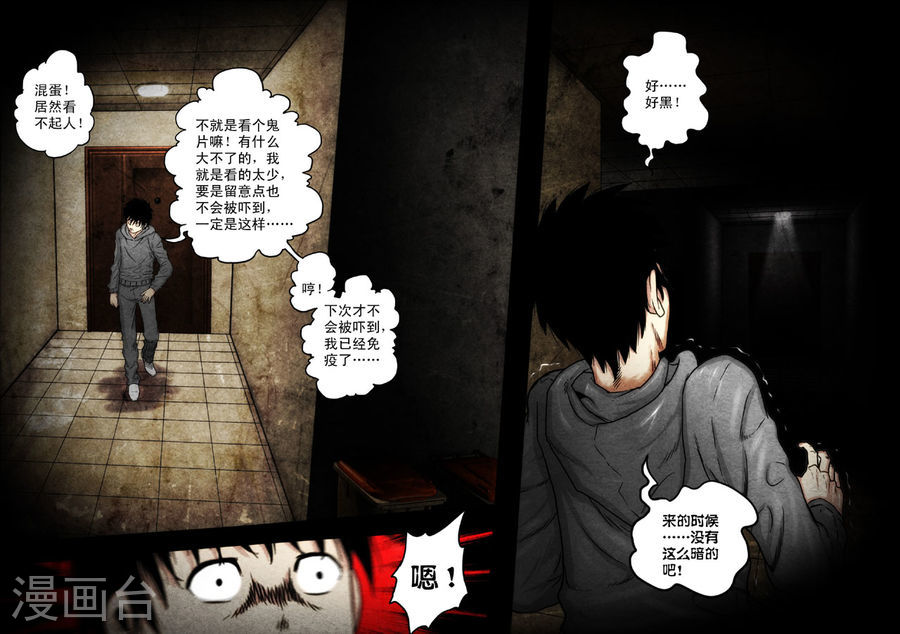 混蛋！
居然看
不起人！
不就是看个鬼
片嘛！有什么
大不了的，我
就是看的太少，
要是留意点也
不会被吓到，
一定是这样……
哼！
下次才不
会被吓到，
我已经免
疫了……
嗯！
好……
好黑！
来的时候
……没有
这么暗的
吧！
漫画台